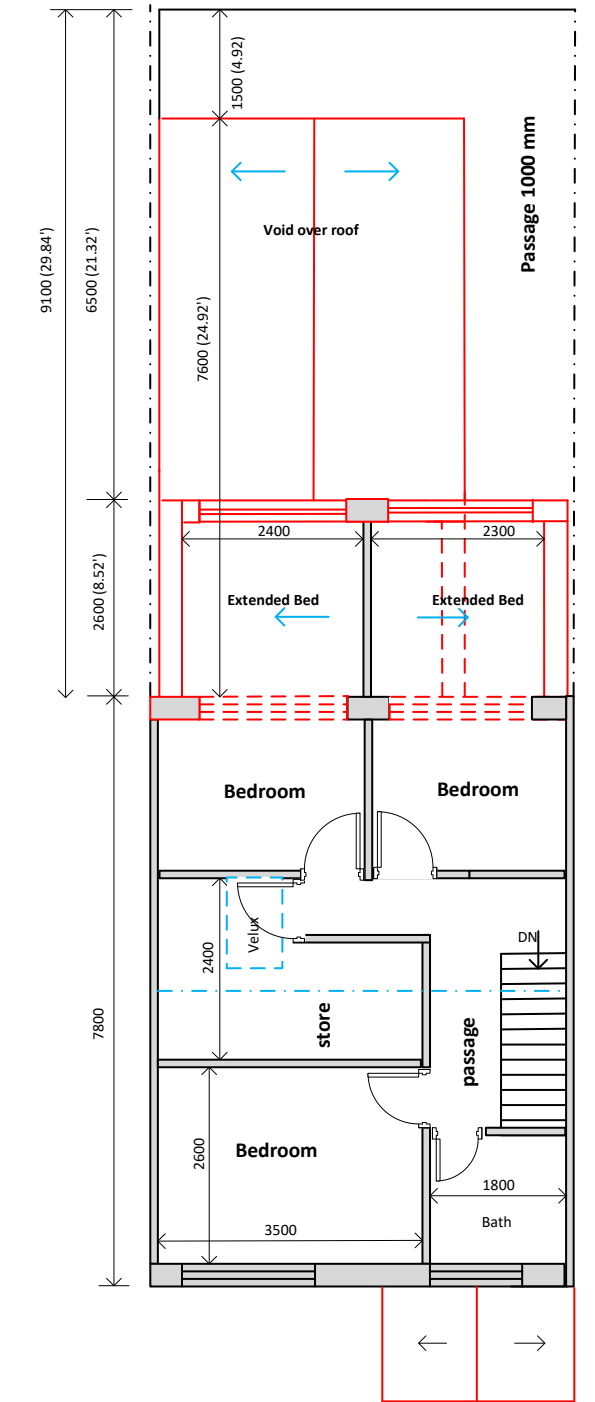 1500 (4.92)
Passage 1000 mm
9100 (29.84')
6500 (21.32')
Void over roof
7600 (24.92')
2400
2300
2600 (8.52')
Extended Bed
Extended Bed
Bedroom
Bedroom
Velux
DN
2400
store
passage
7800
2600
Bedroom
1800
3500
Bath